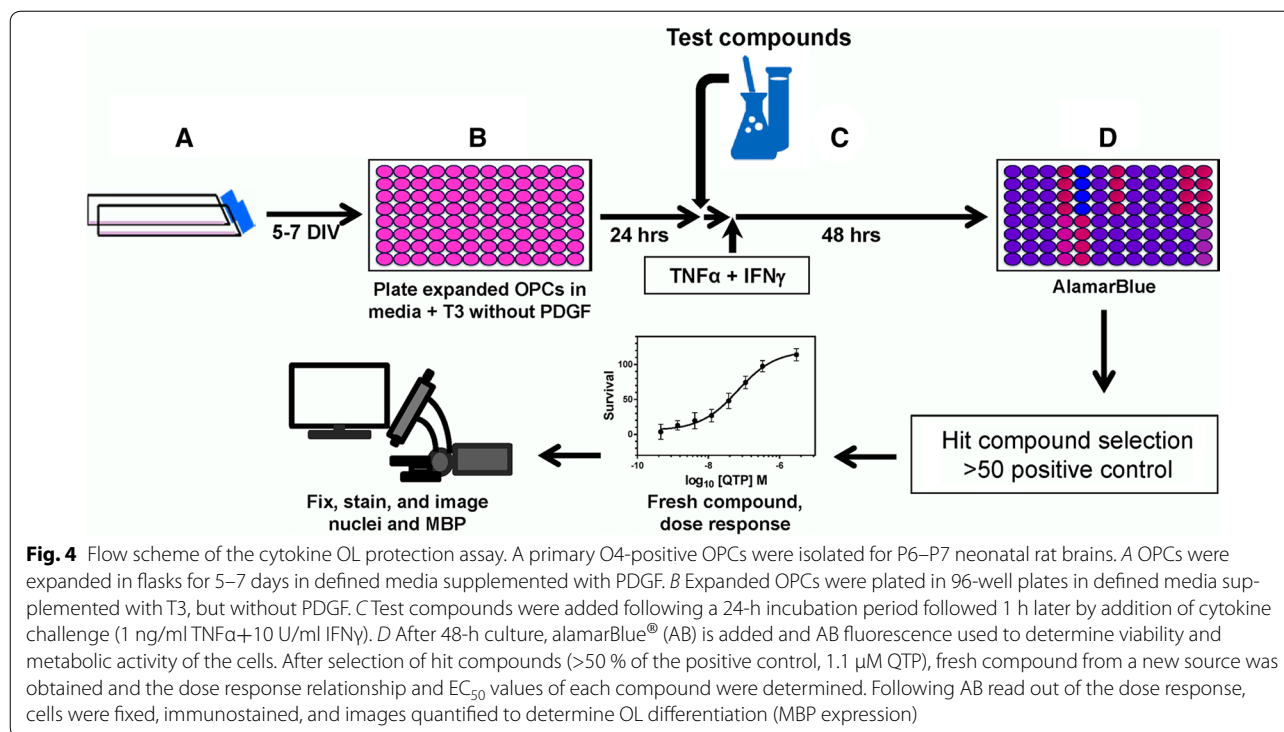 Test compounds
A
B
C
D
5-7 DIV
24 hrs
48 hrs
TNFα + IFNγ
Plate expanded OPCs in
media + T3 without PDGF
AlamarBlue
Survival
100
50
0
-10
-8
-6
log₁₀ [QTP] M
Hit compound selection
>50 positive control
Fix, stain, and image
nuclei and MBP
Fresh compound,
dose response
Fig. 4 Flow scheme of the cytokine OL protection assay. A primary O4-positive OPCs were isolated for P6–P7 neonatal rat brains. A OPCs were
expanded in flasks for 5–7 days in defined media supplemented with PDGF. B Expanded OPCs were plated in 96-well plates in defined media sup-
plemented with T3, but without PDGF. C Test compounds were added following a 24-h incubation period followed 1 h later by addition of cytokine
challenge (1 ng/ml TNFα+10 U/ml IFNγ). D After 48-h culture, alamarBlue® (AB) is added and AB fluorescence used to determine viability and
metabolic activity of the cells. After selection of hit compounds (>50 % of the positive control, 1.1 µM QTP), fresh compound from a new source was
obtained and the dose response relationship and EC₅₀ values of each compound were determined. Following AB read out of the dose response,
cells were fixed, immunostained, and images quantified to determine OL differentiation (MBP expression)